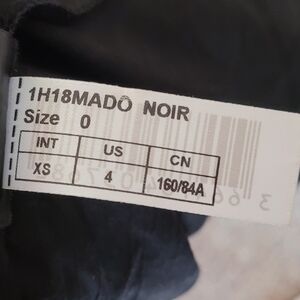 1H18MADO NOIR
Size 0
INT US CN
XS 4 160/84A